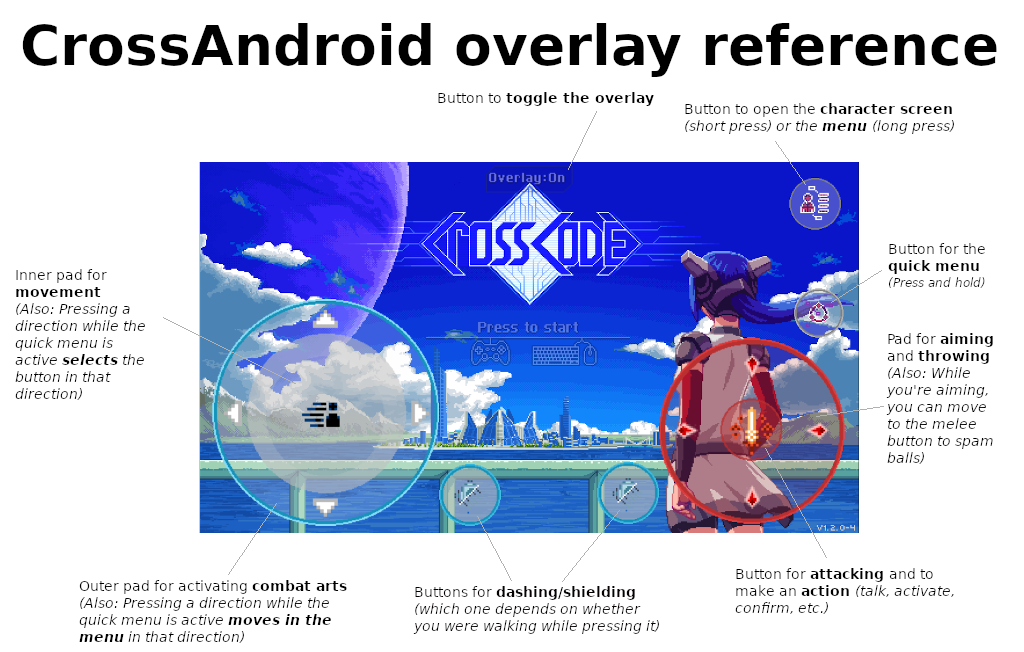 CrossAndroid overlay reference
Button to toggle the overlay
Button to open the character screen
(short press) or the menu (long press)
Overlay:On
CROSSCODE
Press to start
Button for the
quick menu
(Press and hold)
Inner pad for
movement
(Also: Pressing a
direction while the
quick menu is
active selects the
button in that
direction)
Pad for aiming
and throwing
(Also: While
you're aiming,
you can move
to the melee
button to spam
balls)
V1.2.0-4
Outer pad for activating combat arts
(Also: Pressing a direction while the
quick menu is active moves in the
menu in that direction)
Buttons for dashing/shielding
(which one depends on whether
you were walking while pressing it)
Button for attacking and to
make an action (talk, activate,
confirm, etc.)